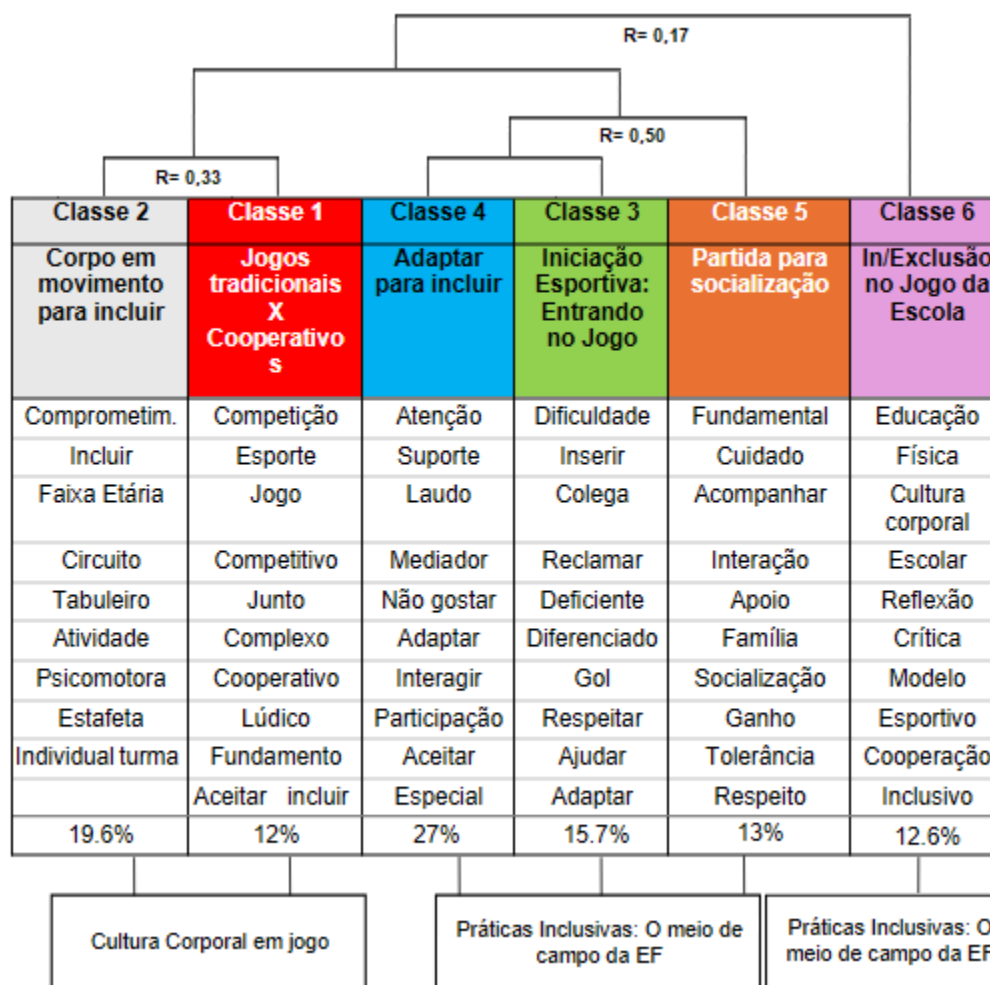 R= 0,17
R= 0,50
R= 0,33
Classe 2 Classe 1 Classe 4 Classe 3 Classe 5 Classe 6
Corpo em movimento para incluir
Jogos tradicionais X Cooperativo s
Adaptar para incluir
Iniciação Esportiva: Entrando no Jogo
Partida para socialização
In/Exclusão no Jogo da Escola
Comprometim. Competição Atenção Dificuldade Fundamental Educação
Incluir Esporte Suporte Inserir Cuidado Física
Faixa Etária Jogo Laudo Colega Acompanhar Cultura corporal
Circuito Competitivo Mediador Reclamar Interação Escolar
Tabuleiro Junto Não gostar Deficiente Apoio Reflexão
Atividade Complexo Adaptar Diferenciado Família Crítica
Psicomotora Cooperativo Interagir Gol Socialização Modelo
Estafeta Lúdico Participação Respeitar Ganho Esportivo
Individual turma Fundamento Aceitar Ajudar Tolerância Cooperação
Aceitar incluir Especial Adaptar Respeito Inclusivo
19.6% 12% 27% 15.7% 13% 12.6%
Cultura Corporal em jogo
Práticas Inclusivas: O meio de
campo da EF
Práticas Inclusivas: O
meio de campo da EF